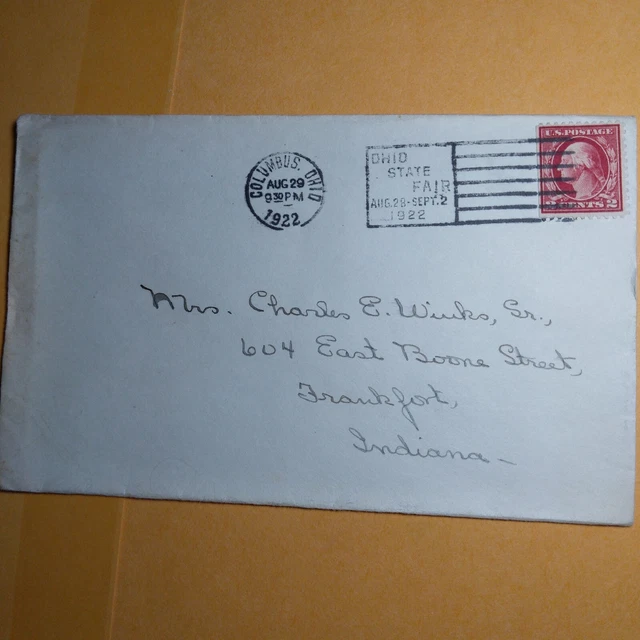 COLUMBUS, OHIO
AUG 29
9 30 PM
1922
OHIO
STATE
FAIR
AUG. 28 - SEPT. 2
1922
U.S. POSTAGE
2 CENTS 2
Mrs. Charles E. Winks, Sr.,
604 East Boone Street,
Frankfort,
Indiana -